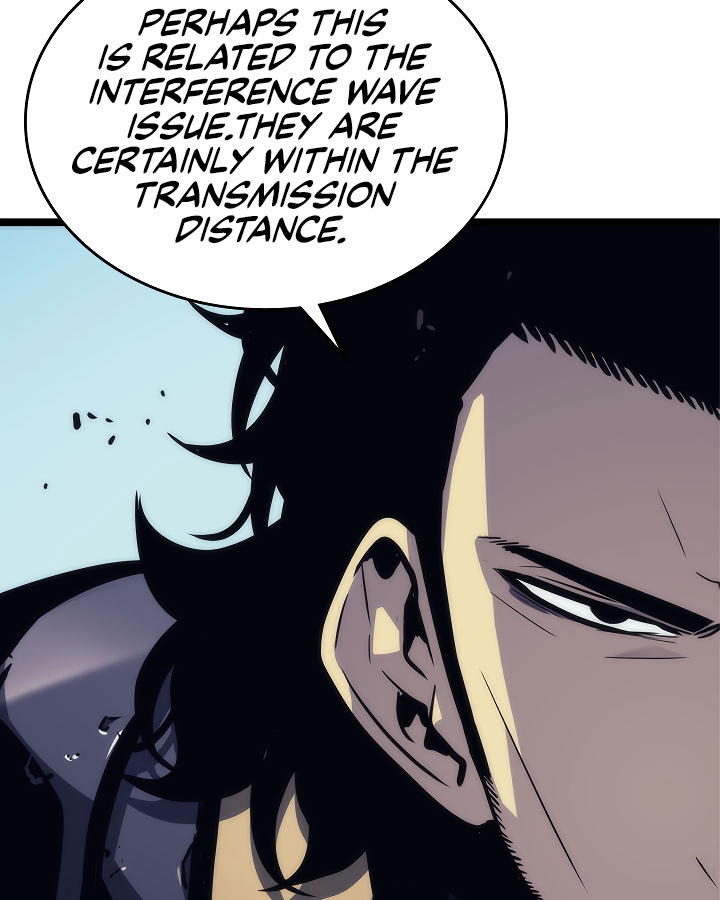 PERHAPS THIS
IS RELATED TO THE
INTERFERENCE WAVE
ISSUE.THEY ARE
CERTAINLY WITHIN THE
TRANSMISSION
DISTANCE.